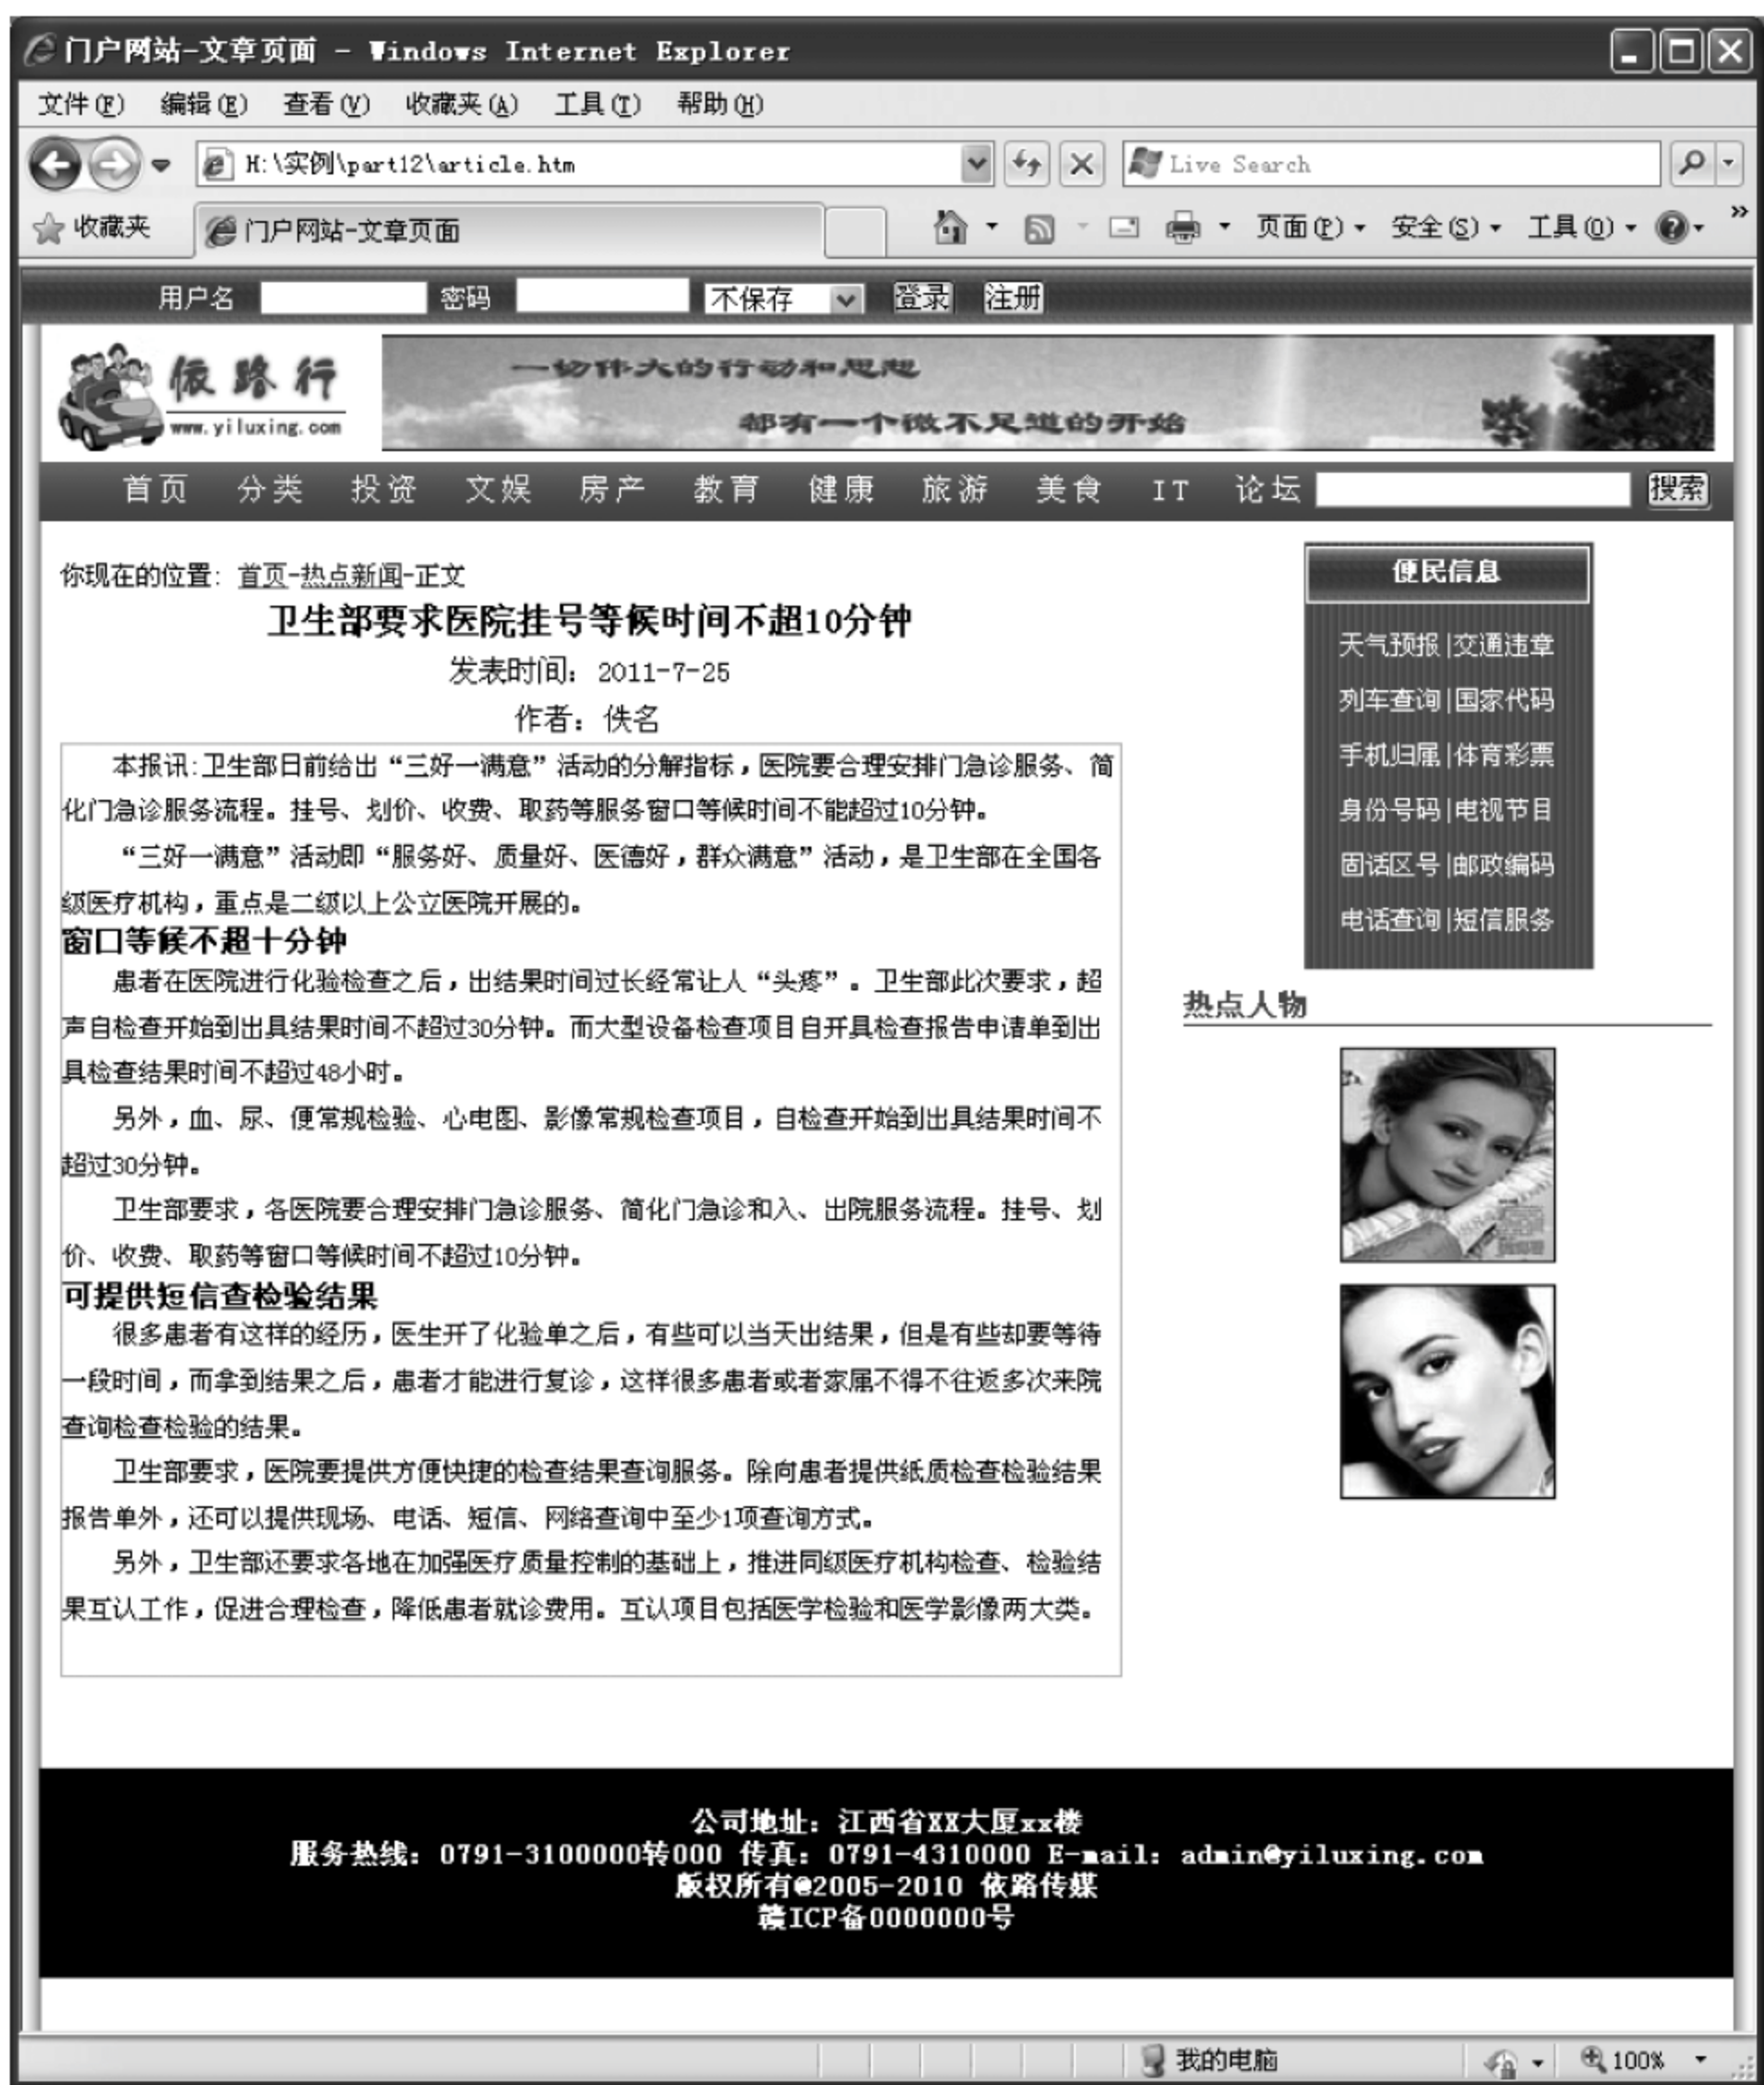 门户网站-文章页面 - Windows Internet Explorer
文件(F) 编辑(E) 查看(V) 收藏夹(A) 工具(T) 帮助(H)
H:\实例\part12\article.htm Live Search
收藏夹 门户网站-文章页面 页面(P) 安全(S) 工具(O) »
用户名 密码 不保存 登录 注册
依路行
www.yiluxing.com
一切伟大的行动和思想
都有一个微不足道的开始
首页 分类 投资 文娱 房产 教育 健康 旅游 美食 IT 论坛 搜索
你现在的位置：首页-热点新闻-正文
卫生部要求医院挂号等候时间不超10分钟
发表时间：2011-7-25
作者：佚名
本报讯:卫生部日前给出“三好一满意”活动的分解指标，医院要合理安排门急诊服务、简
化门急诊服务流程。挂号、划价、收费、取药等服务窗口等候时间不能超过10分钟。
“三好一满意”活动即“服务好、质量好、医德好，群众满意”活动，是卫生部在全国各
级医疗机构，重点是二级以上公立医院开展的。
窗口等候不超十分钟
患者在医院进行化验检查之后，出结果时间过长经常让人“头疼”。卫生部此次要求，超
声自检查开始到出具结果时间不超过30分钟。而大型设备检查项目自开具检查报告申请单到出
具检查结果时间不超过48小时。
另外，血、尿、便常规检验、心电图、影像常规检查项目，自检查开始到出具结果时间不
超过30分钟。
卫生部要求，各医院要合理安排门急诊服务、简化门急诊和入、出院服务流程。挂号、划
价、收费、取药等窗口等候时间不超过10分钟。
可提供短信查检验结果
很多患者有这样的经历，医生开了化验单之后，有些可以当天出结果，但是有些却要等待
一段时间，而拿到结果之后，患者才能进行复诊，这样很多患者或者家属不得不往返多次来院
查询检查检验的结果。
卫生部要求，医院要提供方便快捷的检查结果查询服务。除向患者提供纸质检查检验结果
报告单外，还可以提供现场、电话、短信、网络查询中至少1项查询方式。
另外，卫生部还要求各地在加强医疗质量控制的基础上，推进同级医疗机构检查、检验结
果互认工作，促进合理检查，降低患者就诊费用。互认项目包括医学检验和医学影像两大类。
便民信息
天气预报|交通违章
列车查询|国家代码
手机归属|体育彩票
身份号码|电视节目
固话区号|邮政编码
电话查询|短信服务
热点人物
公司地址：江西省XX大厦xx楼
服务热线：0791-3100000转000 传真：0791-4310000 E-mail：admin@yiluxing.com
版权所有@2005-2010 依路传媒
赣ICP备0000000号
我的电脑 100%